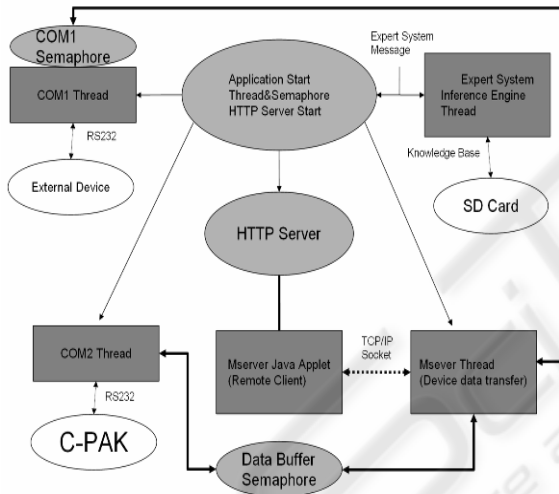 COM1
Semaphore
COM1 Thread
RS232
External Device
Application Start
Thread&Semaphore
HTTP Server Start
Expert System
Message
Expert System
Inference Engine
Thread
Knowledge Base
SD Card
HTTP Server
COM2 Thread
RS232
C-PAK
Mserver Java Applet
(Remote Client)
TCP/IP
Socket
Msever Thread
(Device data transfer)
Data Buffer
Semaphore